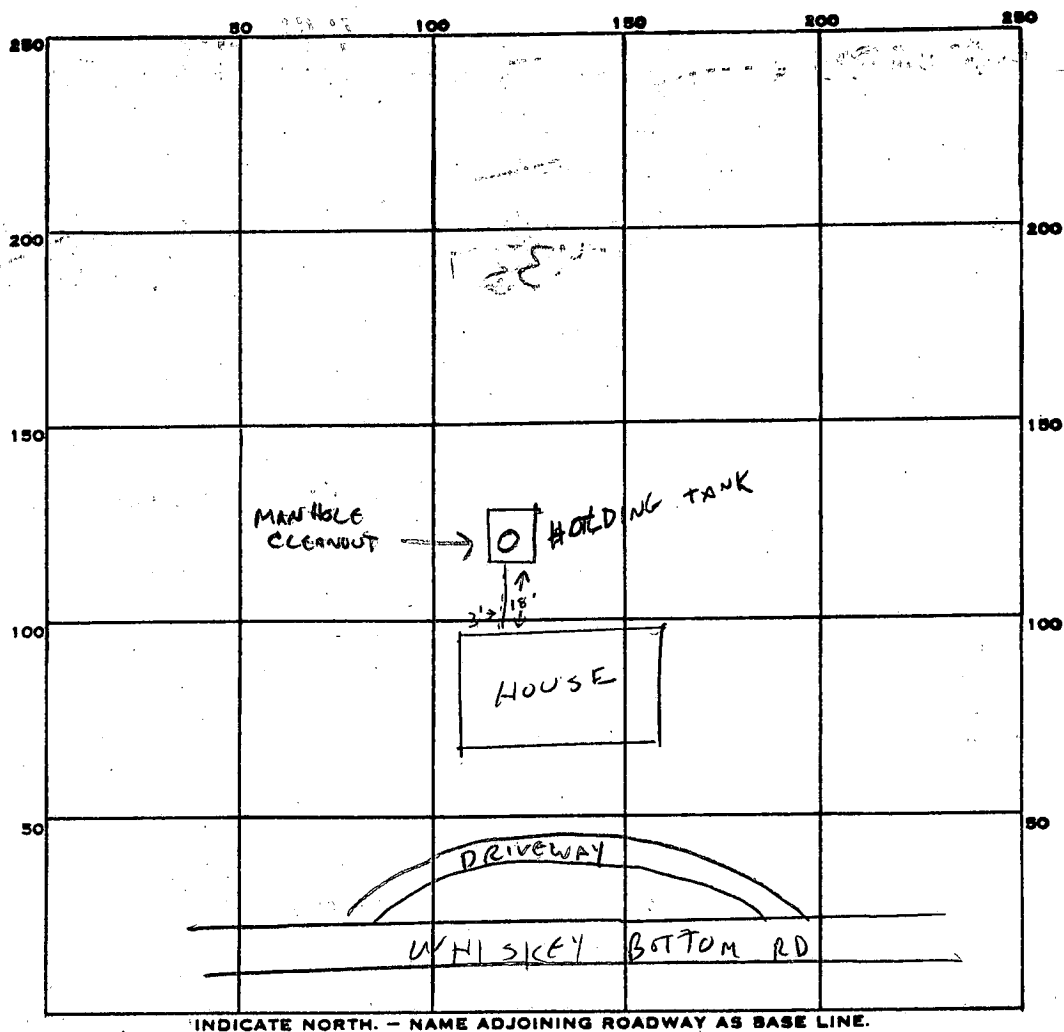 50 100 150 200 250
250
200 200
150 150
MANHOLE
CLEANOUT
HOLDING TANK
3' 18'
100 100
HOUSE
50 50
DRIVEWAY
WHISKEY BOTTOM RD
INDICATE NORTH. — NAME ADJOINING ROADWAY AS BASE LINE.